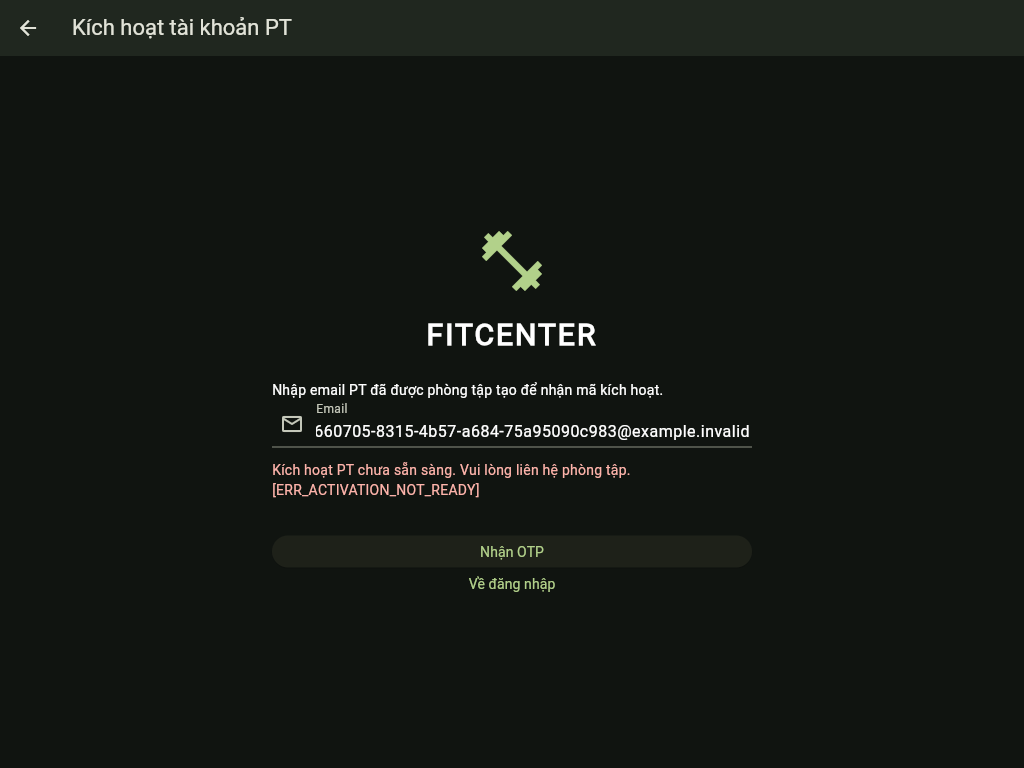 Kích hoạt tài khoản PT
FITCENTER
Nhập email PT đã được phòng tập tạo để nhận mã kích hoạt.
Email
660705-8315-4b57-a684-75a95090c983@example.invalid
Kích hoạt PT chưa sẵn sàng. Vui lòng liên hệ phòng tập.
[ERR_ACTIVATION_NOT_READY]
Nhận OTP
Về đăng nhập